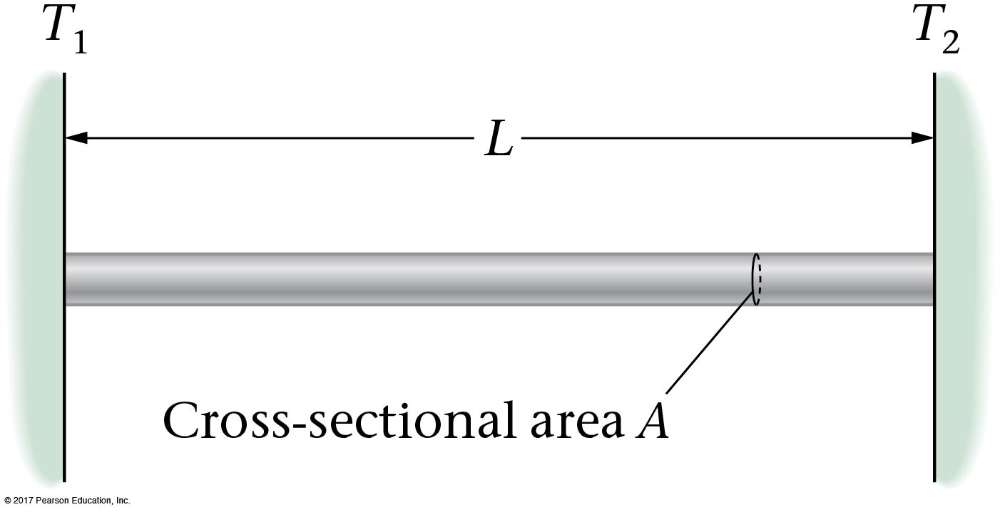 T₁
T₂
L
Cross-sectional area A
© 2017 Pearson Education, Inc.